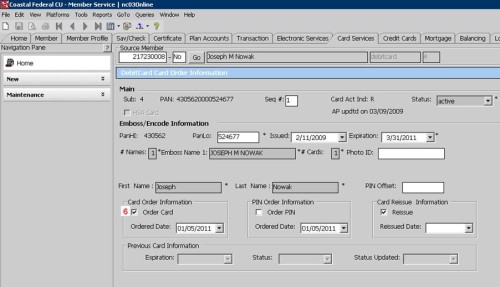 Coastal Federal CU - Member Service | nc030nline
File Edit View Platforms Tools Reports GoTo Queries Window Help
Home Member Member Profile Sav/Check Certificate Plan Accounts Transaction Electronic Services Card Services Credit Cards Mortgage Balancing Lo
Navigation Pane ?
Home
New
Maintenance
Source Member
217230008 - No Go Joseph M Nowak debitcard R
DebitCard Card Order Information
Main
Sub: 4 PAN: 4305620000524677 Seq #: 1 Card Act Ind: R Status: active *
HSA Card AP updtd on 03/09/2009
Emboss/Encode Information
PanHi: 430562 PanLo: 524677 * Issued: 2/11/2009 * Expiration: 3/31/2011 *
# Names: 1 * Emboss Name 1: JOSEPH M NOWAK * # Cards: 1 * Photo ID:
First Name : Joseph * Last Name : Nowak * PIN Offset:
Card Order Information PIN Order Information Card Reissue Information
6 Order Card Order PIN Reissue
Ordered Date: 01/05/2011 Ordered Date: 01/05/2011 Reissued Date:
Previous Card Information
Expiration: Status: Status Updated: